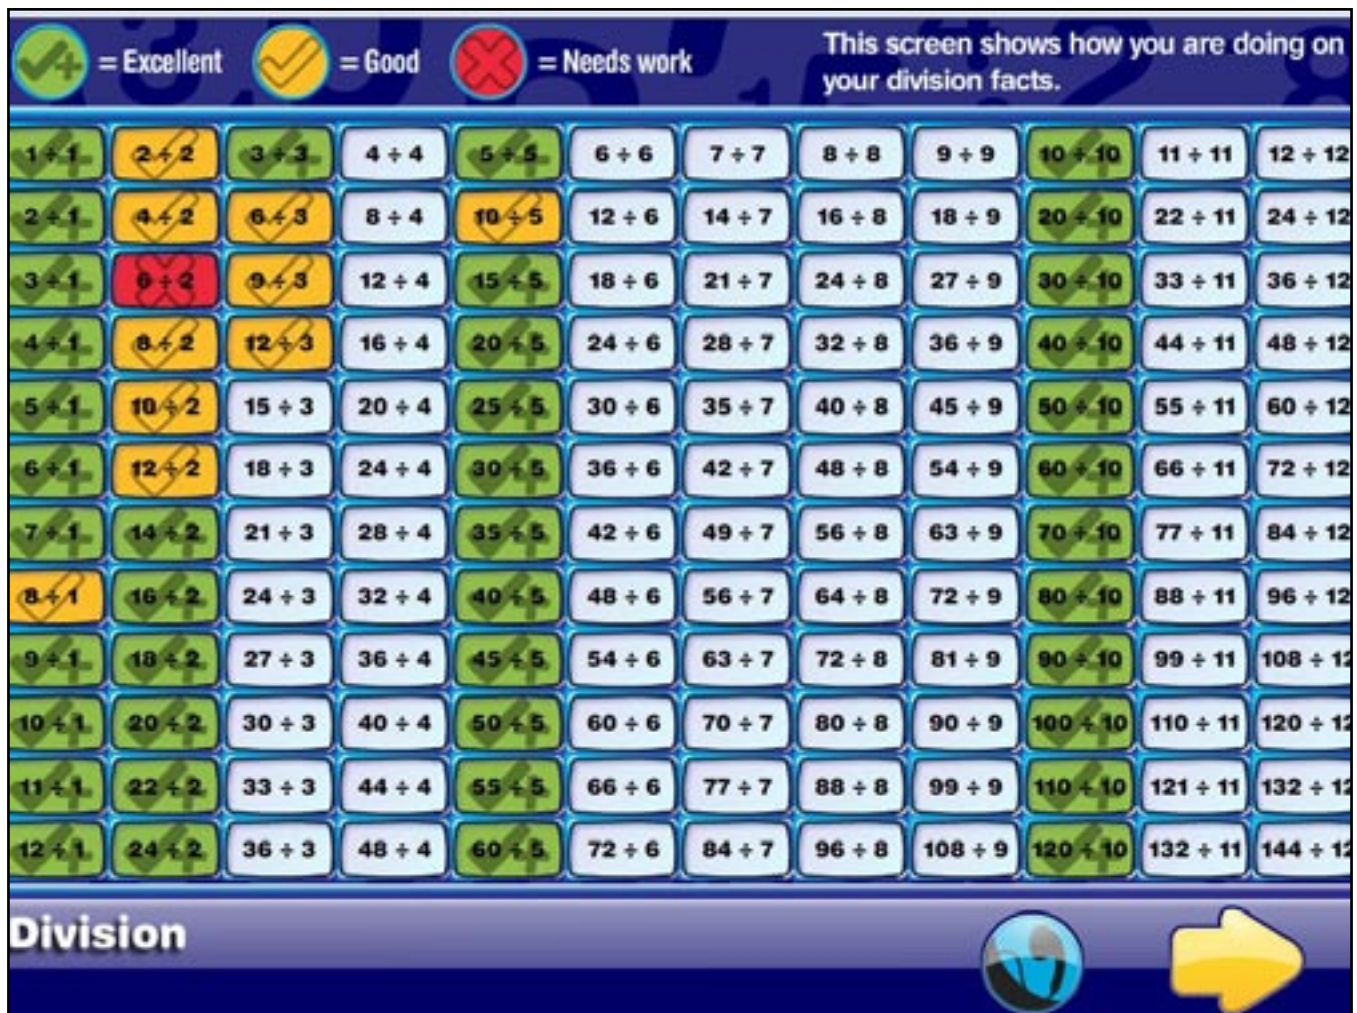 = Excellent = Good = Needs work
This screen shows how you are doing on
your division facts.
1 ÷ 1 2 ÷ 2 3 ÷ 3 4 ÷ 4 5 ÷ 5 6 ÷ 6 7 ÷ 7 8 ÷ 8 9 ÷ 9 10 ÷ 10 11 ÷ 11 12 ÷ 12
2 ÷ 1 4 ÷ 2 6 ÷ 3 8 ÷ 4 10 ÷ 5 12 ÷ 6 14 ÷ 7 16 ÷ 8 18 ÷ 9 20 ÷ 10 22 ÷ 11 24 ÷ 12
3 ÷ 1 6 ÷ 2 9 ÷ 3 12 ÷ 4 15 ÷ 5 18 ÷ 6 21 ÷ 7 24 ÷ 8 27 ÷ 9 30 ÷ 10 33 ÷ 11 36 ÷ 12
4 ÷ 1 8 ÷ 2 12 ÷ 3 16 ÷ 4 20 ÷ 5 24 ÷ 6 28 ÷ 7 32 ÷ 8 36 ÷ 9 40 ÷ 10 44 ÷ 11 48 ÷ 12
5 ÷ 1 10 ÷ 2 15 ÷ 3 20 ÷ 4 25 ÷ 5 30 ÷ 6 35 ÷ 7 40 ÷ 8 45 ÷ 9 50 ÷ 10 55 ÷ 11 60 ÷ 12
6 ÷ 1 12 ÷ 2 18 ÷ 3 24 ÷ 4 30 ÷ 5 36 ÷ 6 42 ÷ 7 48 ÷ 8 54 ÷ 9 60 ÷ 10 66 ÷ 11 72 ÷ 12
7 ÷ 1 14 ÷ 2 21 ÷ 3 28 ÷ 4 35 ÷ 5 42 ÷ 6 49 ÷ 7 56 ÷ 8 63 ÷ 9 70 ÷ 10 77 ÷ 11 84 ÷ 12
8 ÷ 1 16 ÷ 2 24 ÷ 3 32 ÷ 4 40 ÷ 5 48 ÷ 6 56 ÷ 7 64 ÷ 8 72 ÷ 9 80 ÷ 10 88 ÷ 11 96 ÷ 12
9 ÷ 1 18 ÷ 2 27 ÷ 3 36 ÷ 4 45 ÷ 5 54 ÷ 6 63 ÷ 7 72 ÷ 8 81 ÷ 9 90 ÷ 10 99 ÷ 11 108 ÷ 12
10 ÷ 1 20 ÷ 2 30 ÷ 3 40 ÷ 4 50 ÷ 5 60 ÷ 6 70 ÷ 7 80 ÷ 8 90 ÷ 9 100 ÷ 10 110 ÷ 11 120 ÷ 12
11 ÷ 1 22 ÷ 2 33 ÷ 3 44 ÷ 4 55 ÷ 5 66 ÷ 6 77 ÷ 7 88 ÷ 8 99 ÷ 9 110 ÷ 10 121 ÷ 11 132 ÷ 12
12 ÷ 1 24 ÷ 2 36 ÷ 3 48 ÷ 4 60 ÷ 5 72 ÷ 6 84 ÷ 7 96 ÷ 8 108 ÷ 9 120 ÷ 10 132 ÷ 11 144 ÷ 12
Division